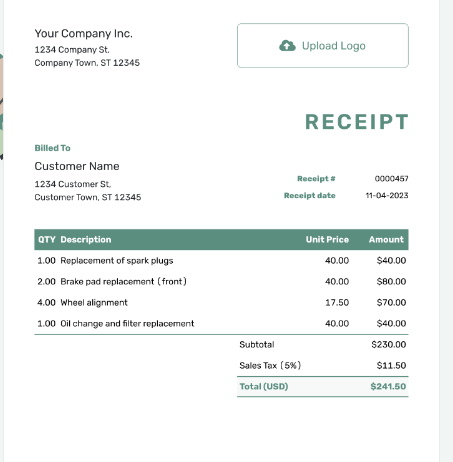 Your Company Inc.
1234 Company St.
Company Town, ST 12345
Upload Logo
RECEIPT
Billed To
Customer Name
1234 Customer St,
Customer Town, ST 12345
Receipt # 0000457
Receipt date 11-04-2023
QTY Description Unit Price Amount
1.00 Replacement of spark plugs 40.00 $40.00
2.00 Brake pad replacement (front) 40.00 $80.00
4.00 Wheel alignment 17.50 $70.00
1.00 Oil change and filter replacement 40.00 $40.00
Subtotal $230.00
Sales Tax (5%) $11.50
Total (USD) $241.50